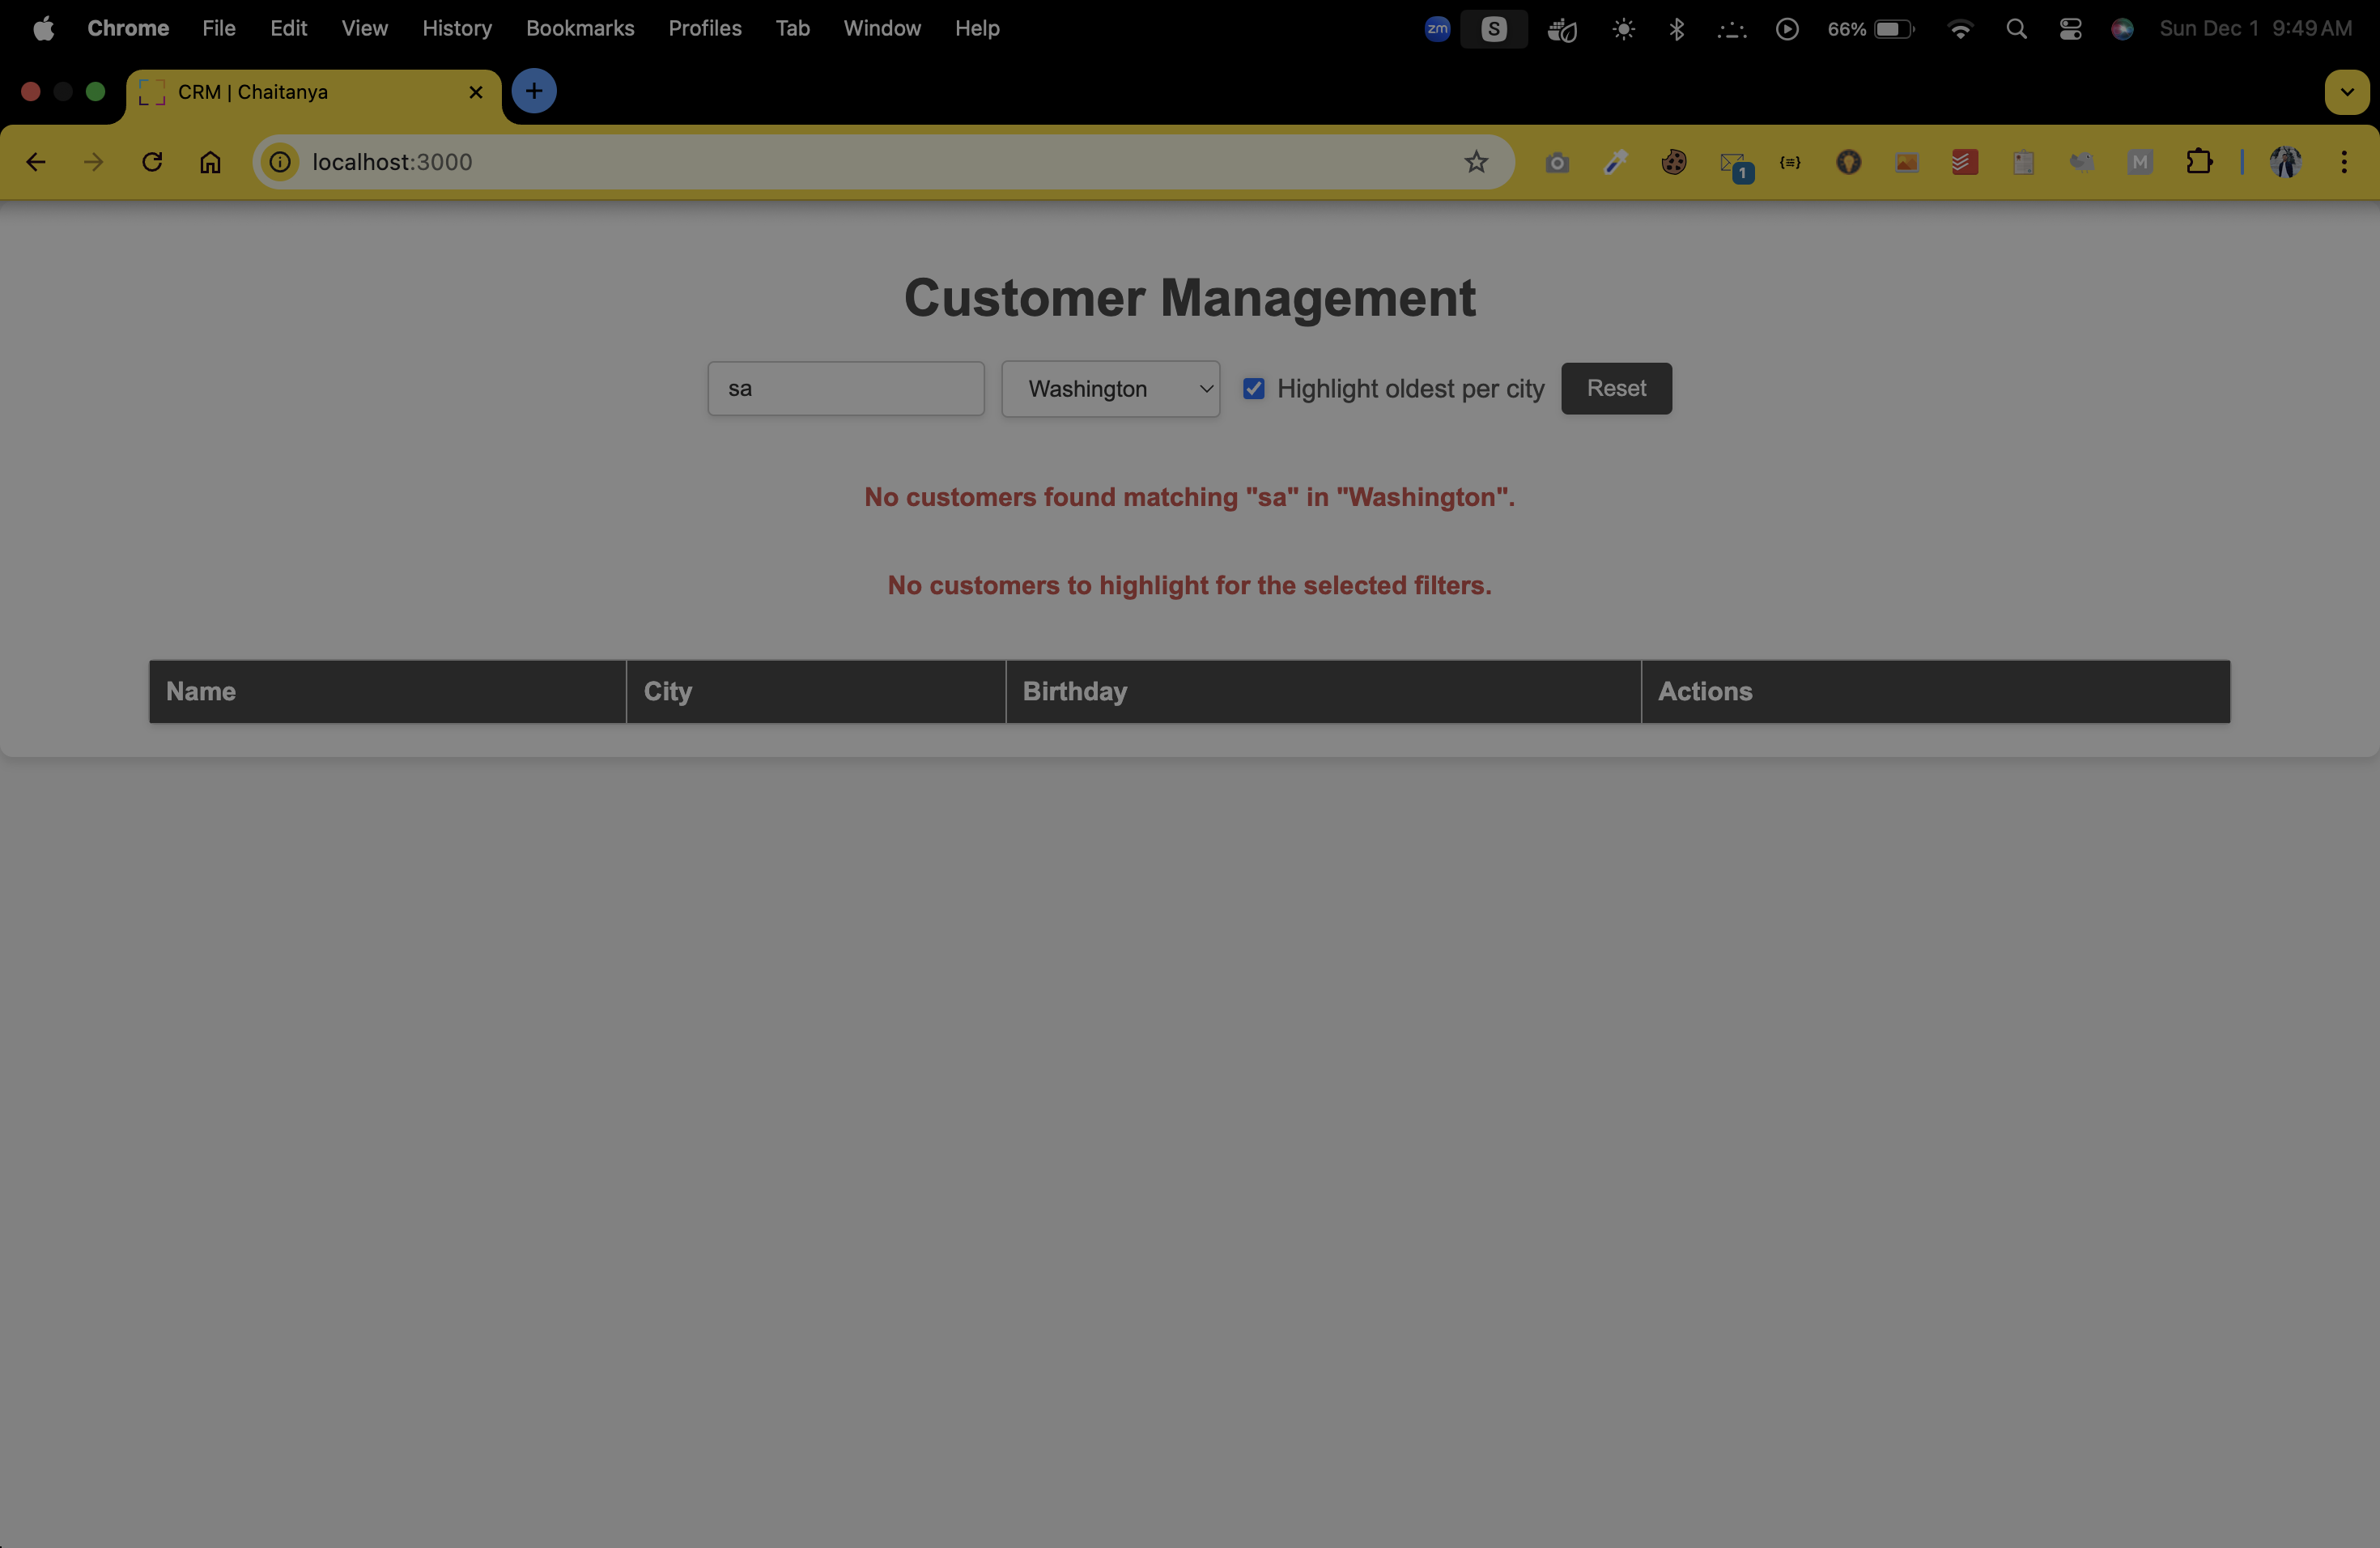 Chrome File Edit View History Bookmarks Profiles Tab Window Help zm S 66% Sun Dec 1 9:49 AM
CRM | Chaitanya
localhost:3000 1 {≡} M
Customer Management
sa Washington Highlight oldest per city Reset
No customers found matching "sa" in "Washington".
No customers to highlight for the selected filters.
Name City Birthday Actions